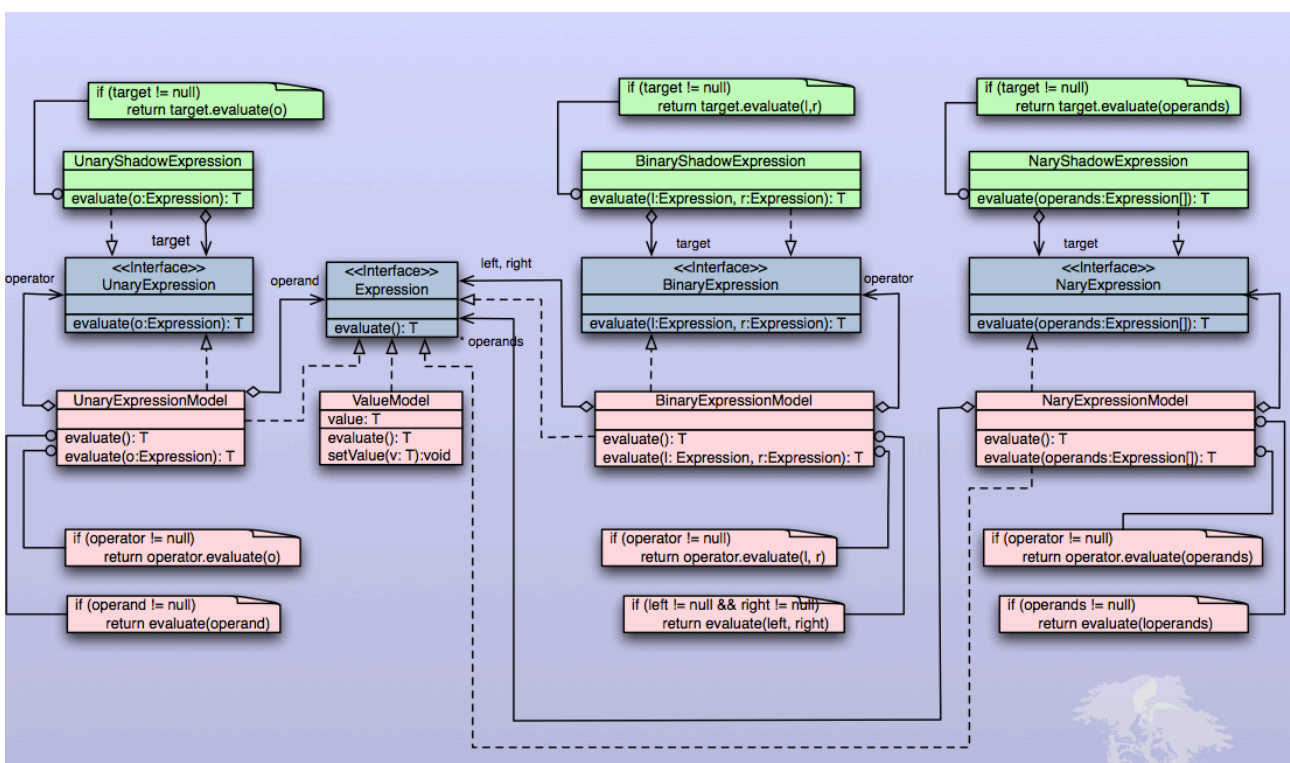 if (target != null)
return target.evaluate(o)
if (target != null)
return target.evaluate(l,r)
if (target != null)
return target.evaluate(operands)
UnaryShadowExpression
evaluate(o:Expression): T
BinaryShadowExpression
evaluate(l:Expression, r:Expression): T
NaryShadowExpression
evaluate(operands:Expression[]): T
target
target
target
operator
<<Interface>>
UnaryExpression
evaluate(o:Expression): T
operand
<<Interface>>
Expression
evaluate(): T
left, right
* operands
<<Interface>>
BinaryExpression
evaluate(l:Expression, r:Expression): T
operator
<<Interface>>
NaryExpression
evaluate(operands:Expression[]): T
UnaryExpressionModel
evaluate(): T
evaluate(o:Expression): T
ValueModel
value: T
evaluate(): T
setValue(v: T):void
BinaryExpressionModel
evaluate(): T
evaluate(l: Expression, r:Expression): T
NaryExpressionModel
evaluate(): T
evaluate(operands:Expression[]): T
if (operator != null)
return operator.evaluate(o)
if (operator != null)
return operator.evaluate(l, r)
if (operator != null)
return operator.evaluate(operands)
if (operand != null)
return evaluate(operand)
if (left != null && right != null)
return evaluate(left, right)
if (operands != null)
return evaluate(loperands)